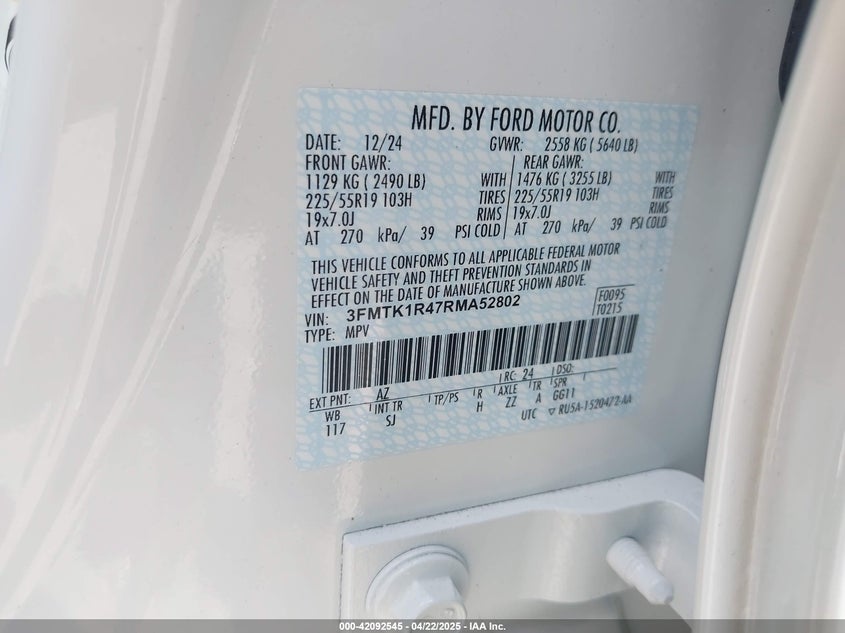 MFD. BY FORD MOTOR CO.
DATE: 12/24 GVWR: 2558 KG ( 5640 LB)
FRONT GAWR: REAR GAWR:
1129 KG ( 2490 LB) WITH 1476 KG ( 3255 LB) WITH
225/55R19 103H TIRES 225/55R19 103H TIRES
19x7.0J RIMS 19x7.0J RIMS
AT 270 kPa/ 39 PSI COLD AT 270 kPa/ 39 PSI COLD
THIS VEHICLE CONFORMS TO ALL APPLICABLE FEDERAL MOTOR
VEHICLE SAFETY AND THEFT PREVENTION STANDARDS IN
EFFECT ON THE DATE OF MANUFACTURE SHOWN ABOVE.
VIN: 3FMTK1R47RMA52802 F0095
TYPE: MPV T0215
EXT PNT: AZ RC: 24 DSO:
WB INT TR TP/PS R AXLE TR SPR
117 SJ H ZZ A GG11
UTC ▽ RU5A-1520472-AA
000-42092545 - 04/22/2025 - IAA Inc.